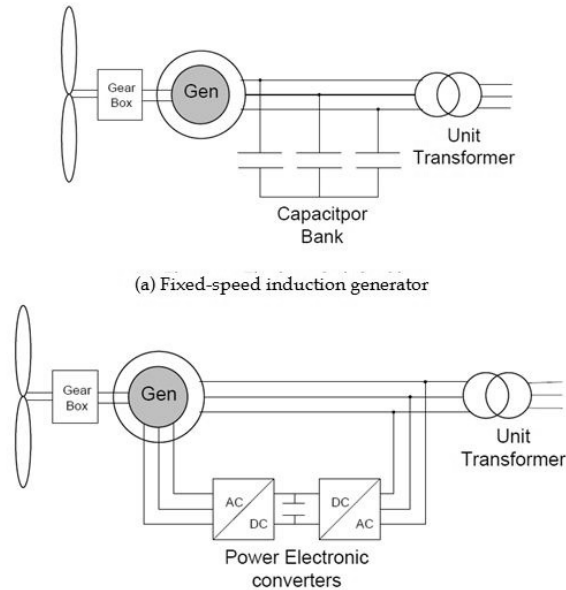 Gear
Box
Gen
Unit
Transformer
Capacitpor
Bank
(a) Fixed-speed induction generator
Gear
Box
Gen
Unit
Transformer
AC
DC
DC
AC
Power Electronic
converters